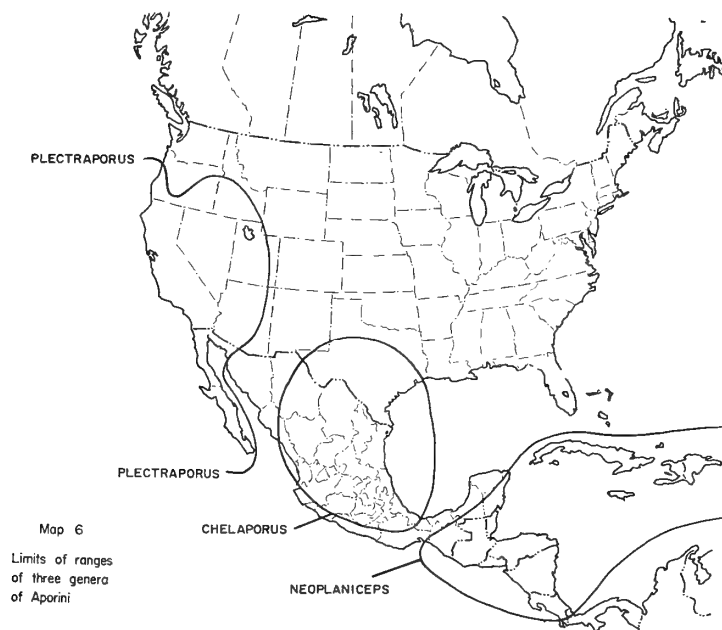 PLECTRAPORUS
PLECTRAPORUS
CHELAPORUS
Map 6
Limits of ranges
of three genera
of Aporini
NEOPLANICEPS